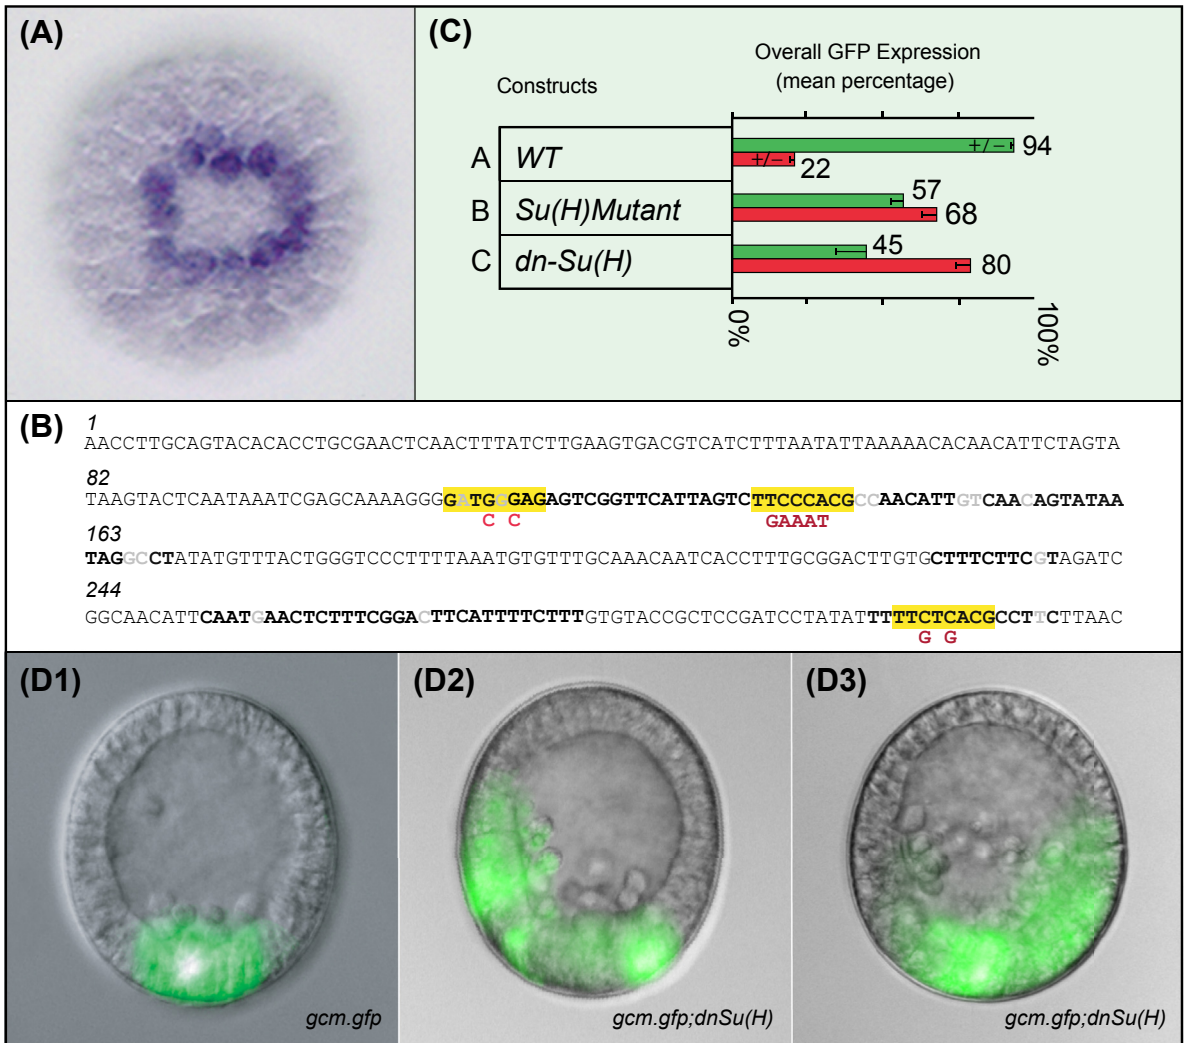 (A)
(C)
Overall GFP Expression
(mean percentage)
Constructs
A WT +/- 94
+/- 22
B Su(H)Mutant 57
68
C dn-Su(H) 45
80
0% 100%
(B)
1
AACCTTGCAGTACACACCTGCGAACTCAACTTTATCTTGAAGTGACGTCATCTTTAATATTAAAAACACAACATTCTAGTA
82
TAAGTACTCAATAAATCGAGCAAAAGGGGATGGGAGAGTCGGTTCATTAGTCTTCCCACGCCAACATTGTCAACAGTATAA
C C GAAAT
163
TAGGCCTATATGTTTACTGGGTCCCTTTTAAATGTGTTTGCAAACAATCACCTTTGCGGACTTGTGCTTTCTTCGTAGATC
244
GGCAACATTCAATGAACTCTTTCGGACTTCATTTTCTTTGTGTACCGCTCCGATCCTATATTTTTCTCACGCCTTCTTAAC
G G
(D1)
(D2)
(D3)
gcm.gfp
gcm.gfp;dnSu(H)
gcm.gfp;dnSu(H)